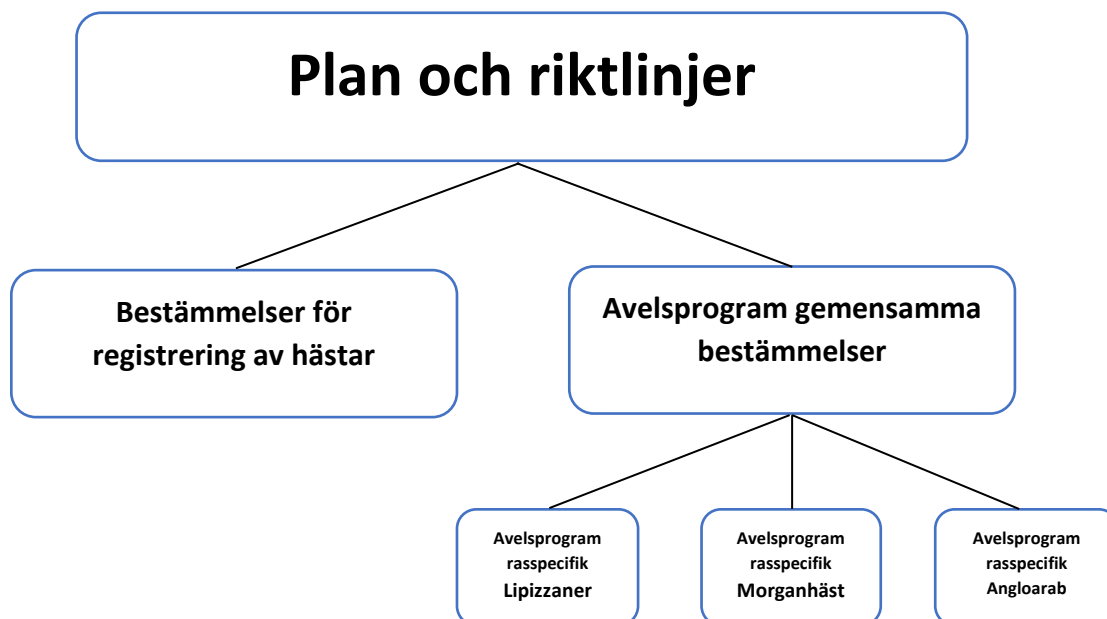 Plan och riktlinjer
Bestämmelser för
registrering av hästar
Avelsprogram gemensamma
bestämmelser
Avelsprogram
rasspecifik
Lipizzaner
Avelsprogram
rasspecifik
Morganhäst
Avelsprogram
rasspecifik
Angloarab